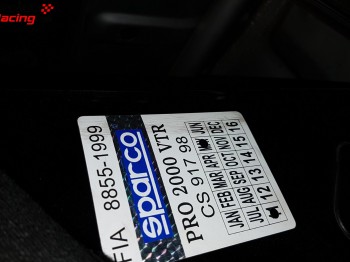 Racing
FIA 8855-1999
sparco
PRO 2000 VTR
CS 917 98
JAN FEB MAR APR JUN
JUL AUG SEP OCT NOV DEC
12 13 14 15 16